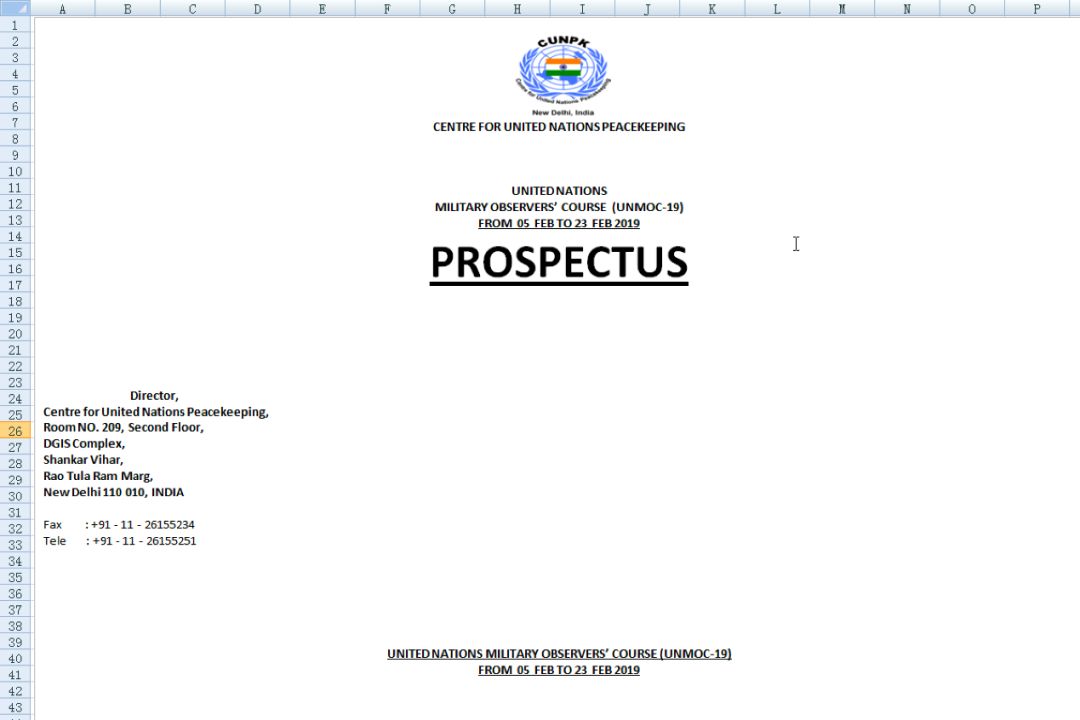 A B C D E F G H I J K L M N O P
1
2
3
4
5
6
7
8
9
10
11
12
13
14
15
16
17
18
19
20
21
22
23
24
25
26
27
28
29
30
31
32
33
34
35
36
37
38
39
40
41
42
43
CUNPK
Centre for United Nations Peacekeeping
New Delhi, India
CENTRE FOR UNITED NATIONS PEACEKEEPING
UNITED NATIONS
MILITARY OBSERVERS’ COURSE (UNMOC-19)
FROM 05 FEB TO 23 FEB 2019
PROSPECTUS
Director,
Centre for United Nations Peacekeeping,
Room NO. 209, Second Floor,
DGIS Complex,
Shankar Vihar,
Rao Tula Ram Marg,
New Delhi 110 010, INDIA
Fax : +91 - 11 - 26155234
Tele : +91 - 11 - 26155251
UNITED NATIONS MILITARY OBSERVERS’ COURSE (UNMOC-19)
FROM 05 FEB TO 23 FEB 2019